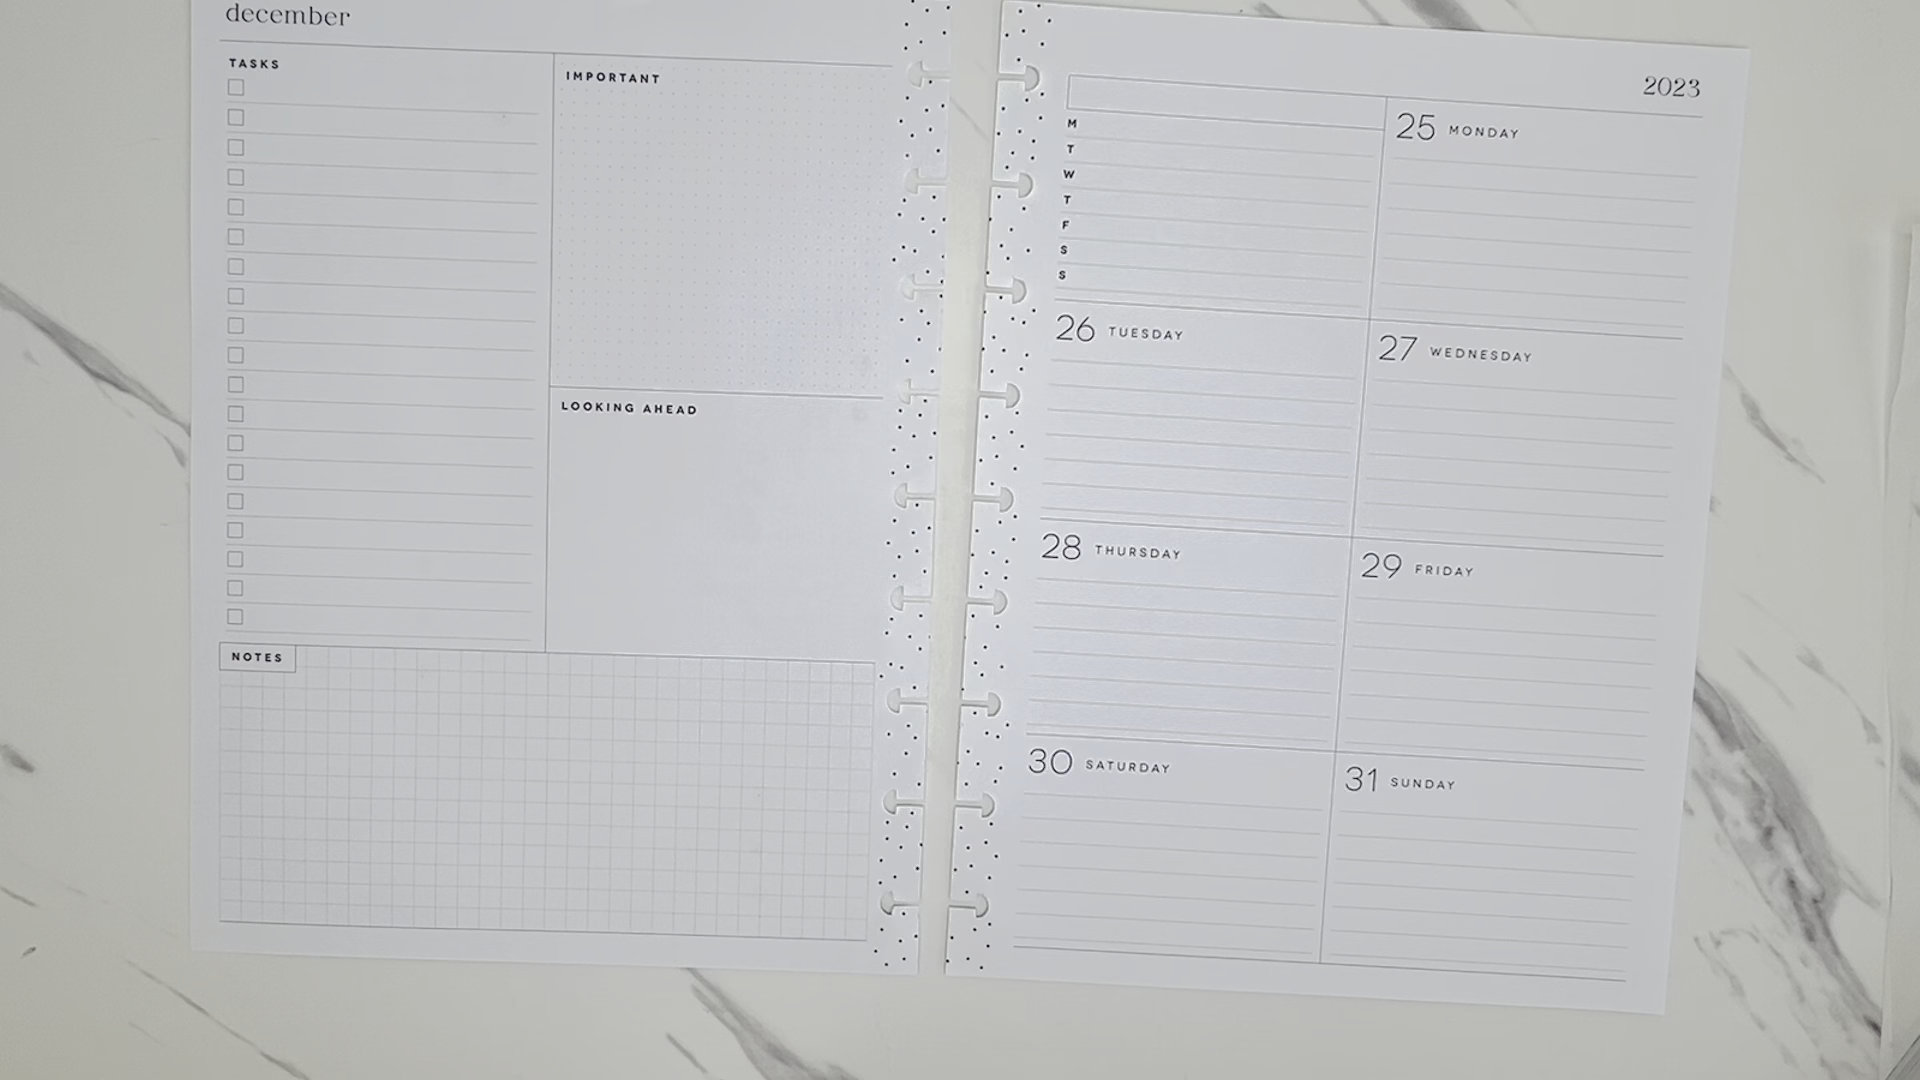 december
TASKS
IMPORTANT
LOOKING AHEAD
NOTES
2023
M
T
W
T
F
S
S
25 MONDAY
26 TUESDAY
27 WEDNESDAY
28 THURSDAY
29 FRIDAY
30 SATURDAY
31 SUNDAY